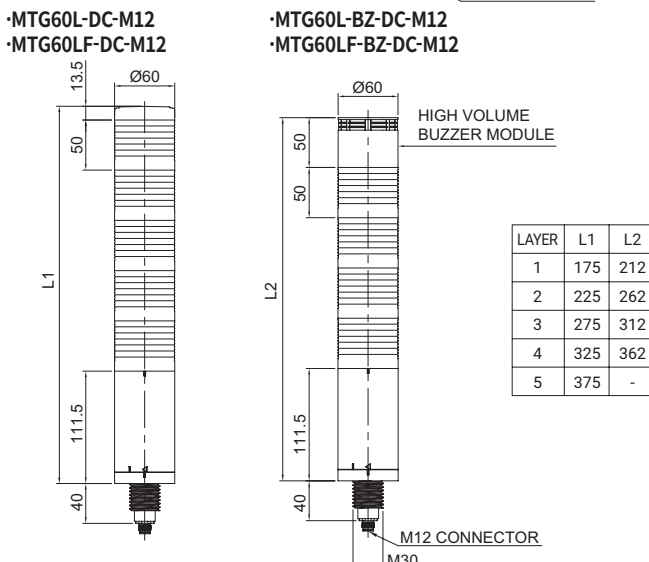 ·MTG60L-DC-M12
·MTG60LF-DC-M12
·MTG60L-BZ-DC-M12
·MTG60LF-BZ-DC-M12
13.5
Ø60
50
L1
111.5
40
Ø60
HIGH VOLUME
BUZZER MODULE
50
50
L2
111.5
40
M12 CONNECTOR
M30
LAYER L1 L2
1 175 212
2 225 262
3 275 312
4 325 362
5 375 -